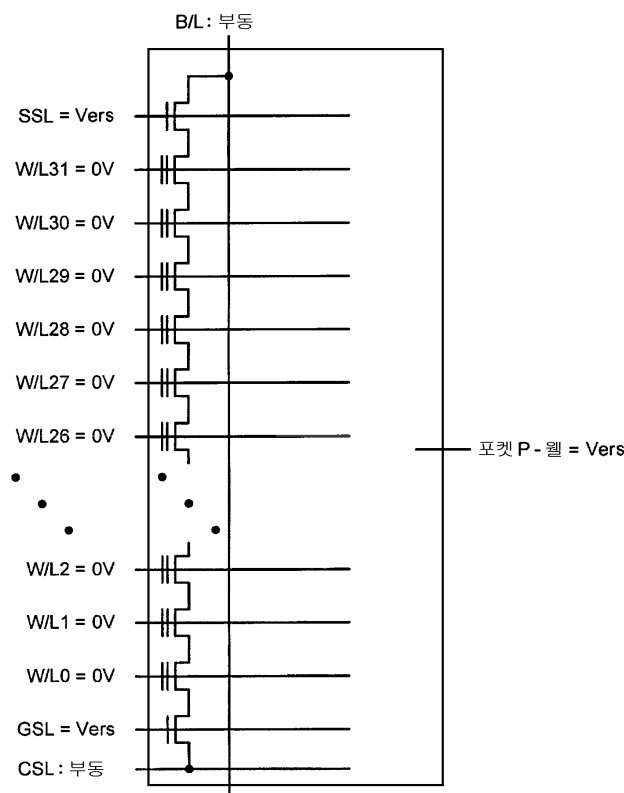 B/L : 부동
SSL = Vers
W/L31 = 0V
W/L30 = 0V
W/L29 = 0V
W/L28 = 0V
W/L27 = 0V
W/L26 = 0V
포켓 P - 웰 = Vers
W/L2 = 0V
W/L1 = 0V
W/L0 = 0V
GSL = Vers
CSL : 부동